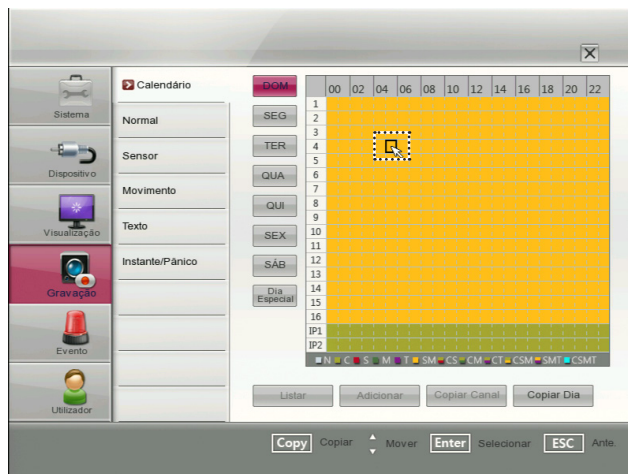 X
Sistema
Dispositivo
Visualização
Gravação
Evento
Utilizador
Calendário
Normal
Sensor
Movimento
Texto
Instante/Pânico
DOM
SEG
TER
QUA
QUI
SEX
SÁB
Dia
Especial
00 02 04 06 08 10 12 14 16 18 20 22
1
2
3
4
5
6
7
8
9
10
11
12
13
14
15
16
IP1
IP2
N C S M T SM CS CM CT CSM SMT CSMT
Listar Adicionar Copiar Canal Copiar Dia
Copy Copiar Mover Enter Selecionar ESC Ante.